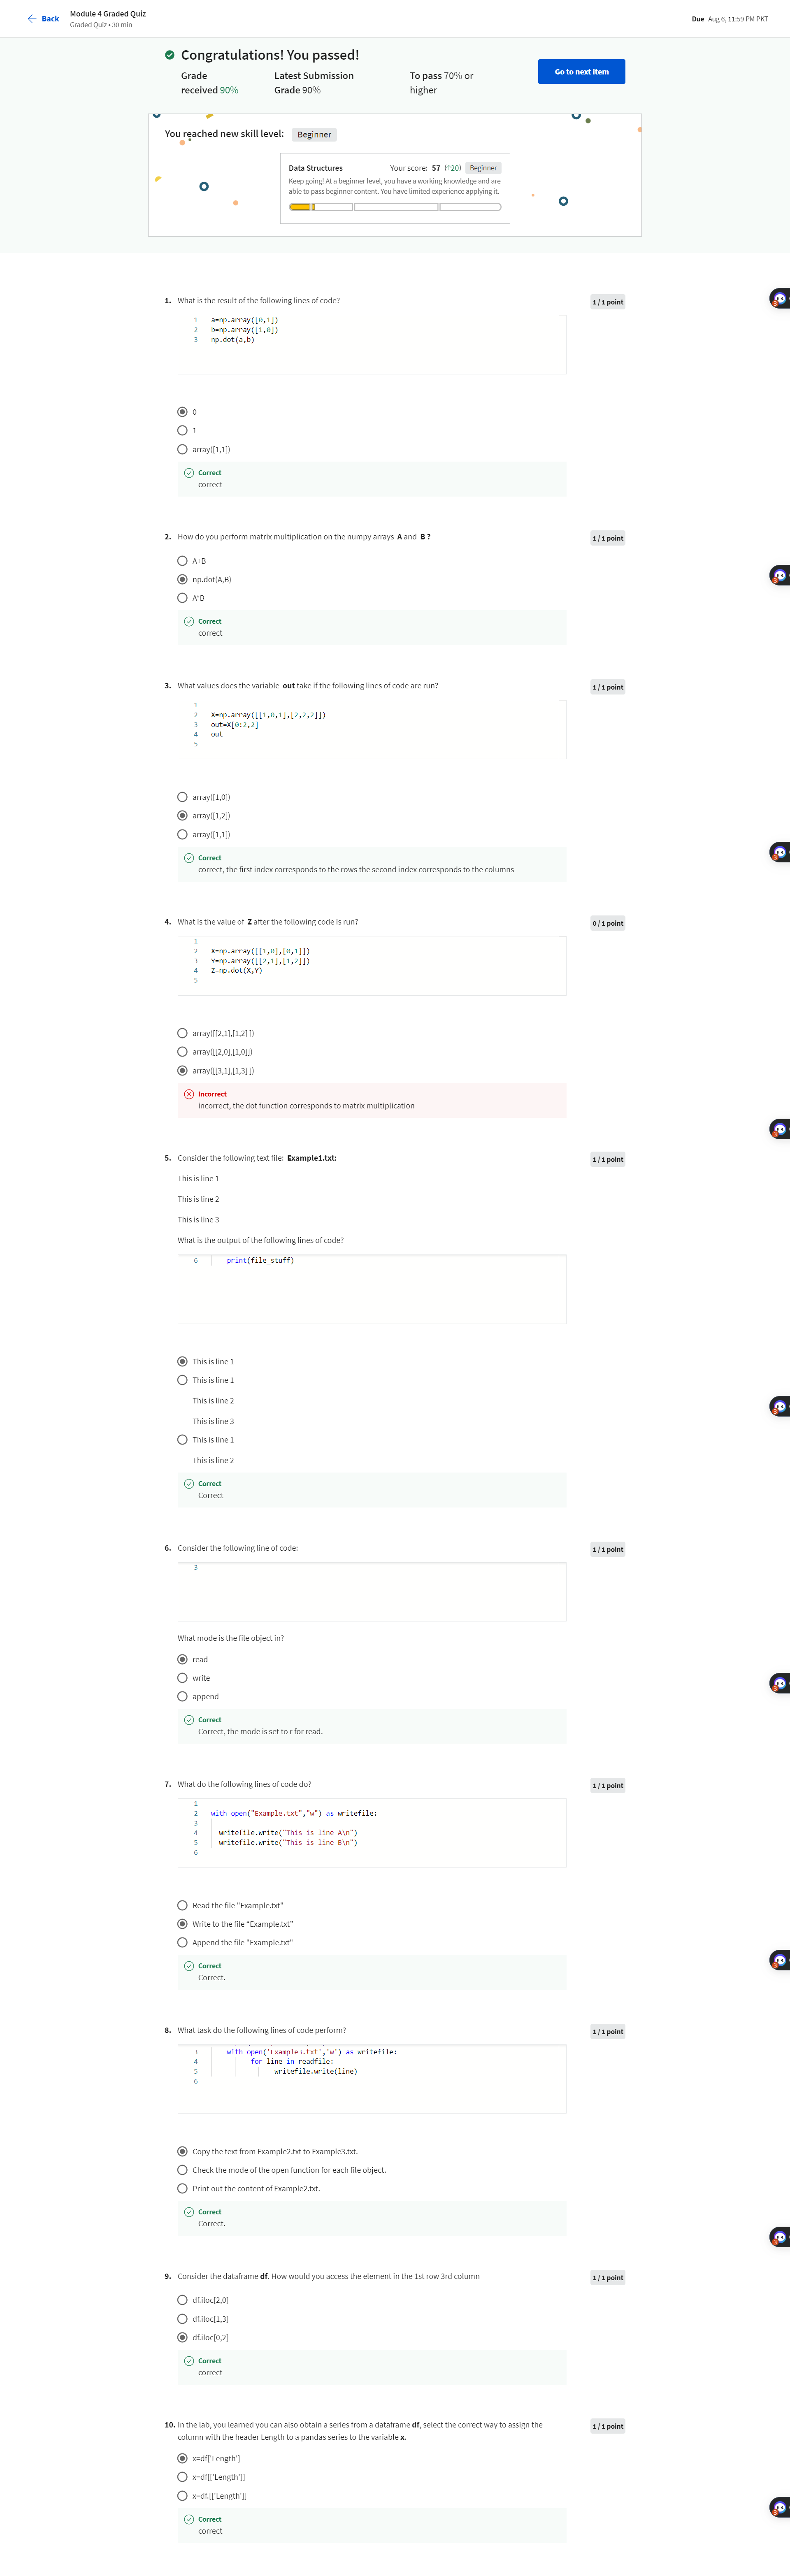 Back
Module 4 Graded Quiz
Graded Quiz • 30 min
Due Aug 6, 11:59 PM PKT
Congratulations! You passed!
Grade received 90%
Latest Submission Grade 90%
To pass 70% or higher
Go to next item
You reached new skill level: Beginner
Data Structures Your score: 57 (↑20) Beginner
Keep going! At a beginner level, you have a working knowledge and are
able to pass beginner content. You have limited experience applying it.
1. What is the result of the following lines of code? 1 / 1 point
1 a=np.array([0,1])
2 b=np.array([1,0])
3 np.dot(a,b)
0
1
array([1,1])
Correct
correct
2. How do you perform matrix multiplication on the numpy arrays A and B ? 1 / 1 point
A+B
np.dot(A,B)
A*B
Correct
correct
3. What values does the variable out take if the following lines of code are run? 1 / 1 point
1
2 X=np.array([[1,0,1],[2,2,2]])
3 out=X[0:2,2]
4 out
5
array([1,0])
array([1,2])
array([1,1])
Correct
correct, the first index corresponds to the rows the second index corresponds to the columns
4. What is the value of Z after the following code is run? 0 / 1 point
1
2 X=np.array([[1,0],[0,1]])
3 Y=np.array([[2,1],[1,2]])
4 Z=np.dot(X,Y)
5
array([[2,1],[1,2] ])
array([[2,0],[1,0]])
array([[3,1],[1,3] ])
Incorrect
incorrect, the dot function corresponds to matrix multiplication
5. Consider the following text file: Example1.txt: 1 / 1 point
This is line 1
This is line 2
This is line 3
What is the output of the following lines of code?
6 print(file_stuff)
This is line 1
This is line 1
This is line 2
This is line 3
This is line 1
This is line 2
Correct
Correct
6. Consider the following line of code: 1 / 1 point
3
What mode is the file object in?
read
write
append
Correct
Correct, the mode is set to r for read.
7. What do the following lines of code do? 1 / 1 point
1
2 with open("Example.txt","w") as writefile:
3
4 writefile.write("This is line A\n")
5 writefile.write("This is line B\n")
6
Read the file "Example.txt"
Write to the file "Example.txt"
Append the file "Example.txt"
Correct
Correct.
8. What task do the following lines of code perform? 1 / 1 point
3 with open('Example3.txt','w') as writefile:
4 for line in readfile:
5 writefile.write(line)
6
Copy the text from Example2.txt to Example3.txt.
Check the mode of the open function for each file object.
Print out the content of Example2.txt.
Correct
Correct.
9. Consider the dataframe df. How would you access the element in the 1st row 3rd column 1 / 1 point
df.iloc[2,0]
df.iloc[1,3]
df.iloc[0,2]
Correct
correct
10. In the lab, you learned you can also obtain a series from a dataframe df, select the correct way to assign the 1 / 1 point
column with the header Length to a pandas series to the variable x.
x=df['Length']
x=df[['Length']]
x=df.[['Length']]
Correct
correct